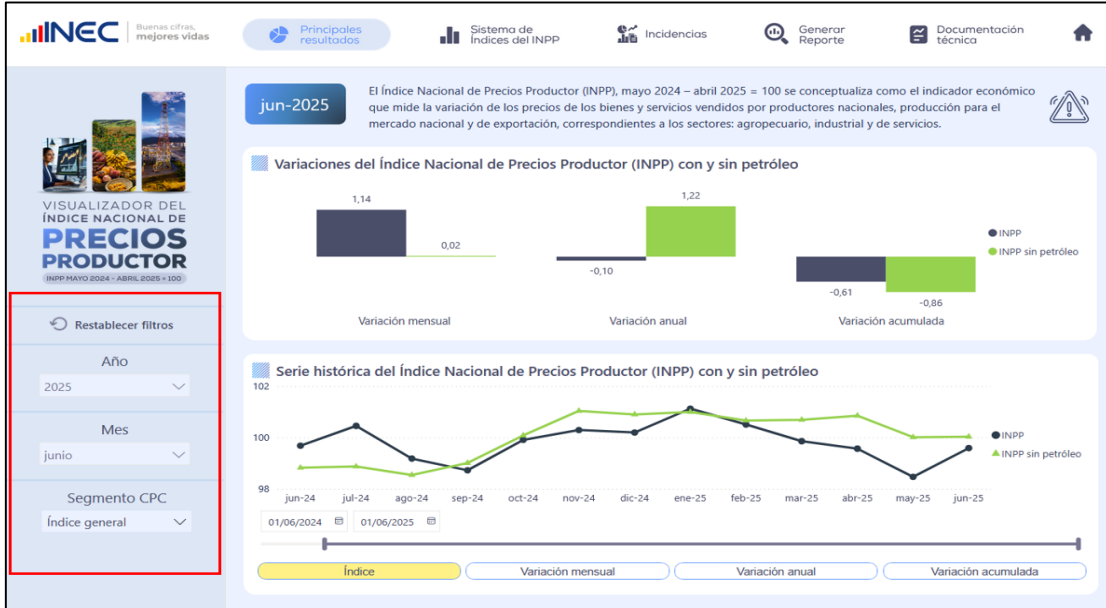 INEC
Buenas cifras,
mejores vidas
Principales
resultados
Sistema de
Índices del INPP
Incidencias
Generar
Reporte
Documentación
técnica
VISUALIZADOR DEL
ÍNDICE NACIONAL DE
PRECIOS
PRODUCTOR
INPP MAYO 2024 - ABRIL 2025 = 100
Restablecer filtros
Año
2025
Mes
junio
Segmento CPC
Índice general
jun-2025
El Índice Nacional de Precios Productor (INPP), mayo 2024 – abril 2025 = 100 se conceptualiza como el indicador económico
que mide la variación de los precios de los bienes y servicios vendidos por productores nacionales, producción para el
mercado nacional y de exportación, correspondientes a los sectores: agropecuario, industrial y de servicios.
Variaciones del Índice Nacional de Precios Productor (INPP) con y sin petróleo
1,14
0,02
-0,10
1,22
-0,61
-0,86
INPP
INPP sin petróleo
Variación mensual
Variación anual
Variación acumulada
Serie histórica del Índice Nacional de Precios Productor (INPP) con y sin petróleo
102
100
98
INPP
INPP sin petróleo
jun-24 jul-24 ago-24 sep-24 oct-24 nov-24 dic-24 ene-25 feb-25 mar-25 abr-25 may-25 jun-25
01/06/2024 01/06/2025
Índice
Variación mensual
Variación anual
Variación acumulada